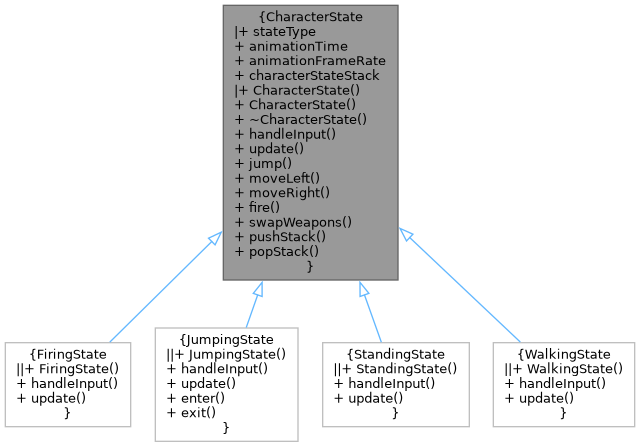 {CharacterState
|+ stateType
+ animationTime
+ animationFrameRate
+ characterStateStack
|+ CharacterState()
+ CharacterState()
+ ~CharacterState()
+ handleInput()
+ update()
+ jump()
+ moveLeft()
+ moveRight()
+ fire()
+ swapWeapons()
+ pushStack()
+ popStack()
}
{FiringState
||+ FiringState()
+ handleInput()
+ update()
}
{JumpingState
||+ JumpingState()
+ handleInput()
+ update()
+ enter()
+ exit()
}
{StandingState
||+ StandingState()
+ handleInput()
+ update()
}
{WalkingState
||+ WalkingState()
+ handleInput()
+ update()
}